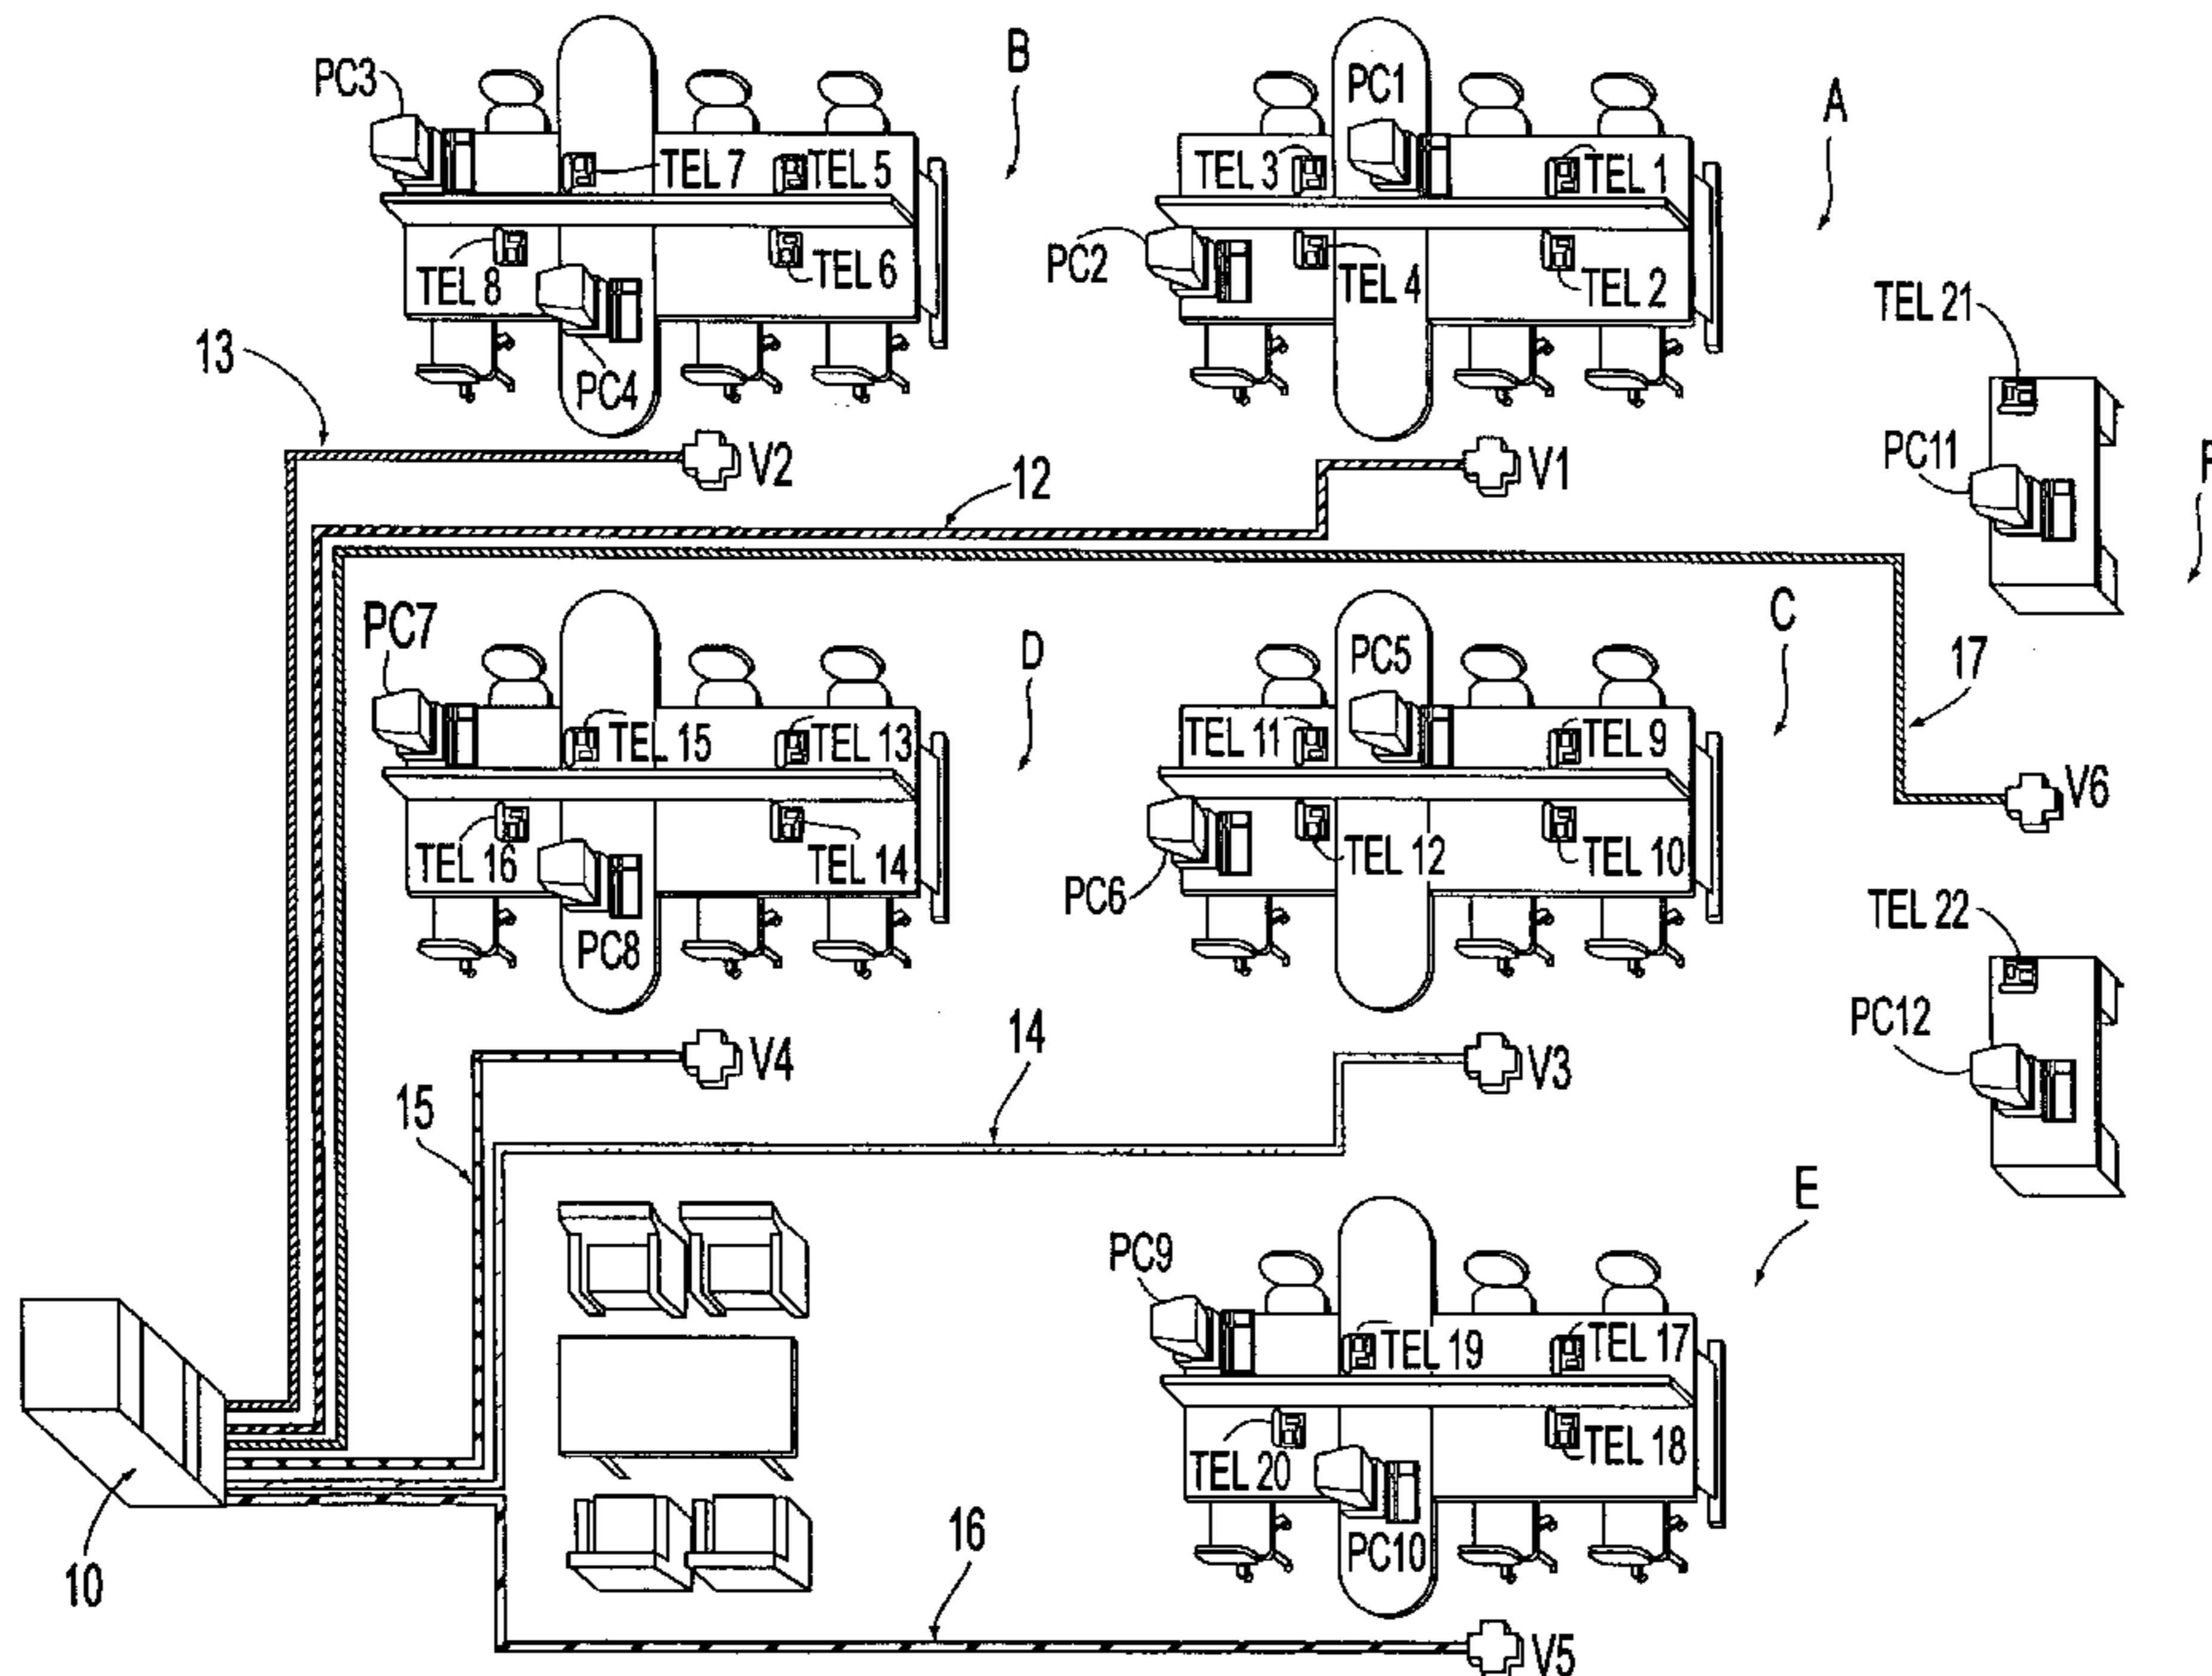 B
A
PC3
PC1
TEL 7
TEL 5
TEL 3
TEL 1
TEL 8
TEL 6
PC2
TEL 4
TEL 2
PC4
TEL 21
13
V2
12
V1
PC11
PC7
D
PC5
C
17
TEL 15
TEL 13
TEL 11
TEL 9
V6
TEL 16
TEL 14
TEL 12
TEL 10
PC6
PC8
TEL 22
PC12
V4
14
V3
15
E
PC9
TEL 19
TEL 17
TEL 20
TEL 18
10
16
PC10
V5